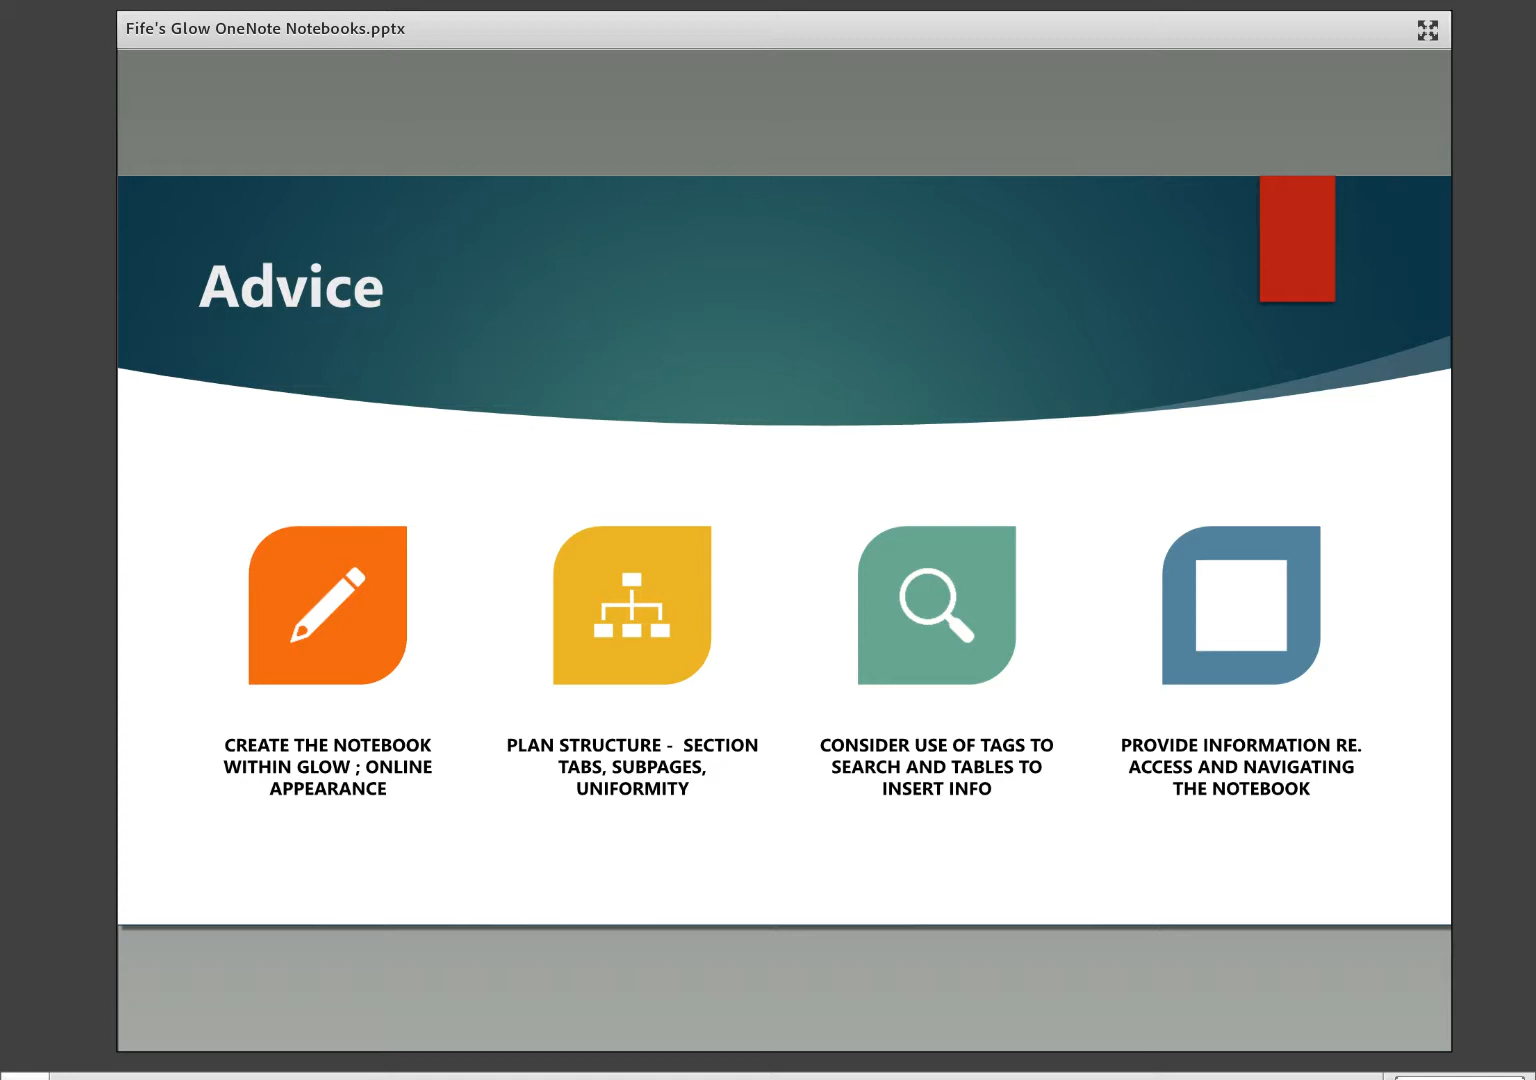 Fife's Glow OneNote Notebooks.pptx
Advice
CREATE THE NOTEBOOK
WITHIN GLOW ; ONLINE
APPEARANCE
PLAN STRUCTURE -  SECTION
TABS, SUBPAGES,
UNIFORMITY
CONSIDER USE OF TAGS TO
SEARCH AND TABLES TO
INSERT INFO
PROVIDE INFORMATION RE.
ACCESS AND NAVIGATING
THE NOTEBOOK